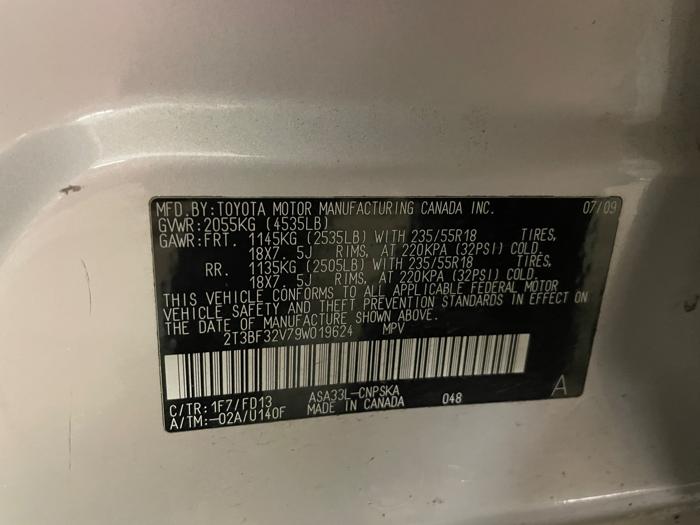 MFD.BY:TOYOTA MOTOR MANUFACTURING CANADA INC. 07/09
GVWR:2055KG (4535LB)
GAWR:FRT. 1145KG (2535LB) WITH 235/55R18 TIRES,
18X7. 5J RIMS, AT 220KPA (32PSI) COLD.
RR. 1135KG (2505LB) WITH 235/55R18 TIRES,
18X7. 5J RIMS, AT 220KPA (32PSI) COLD.
THIS VEHICLE CONFORMS TO ALL APPLICABLE FEDERAL MOTOR
VEHICLE SAFETY AND THEFT PREVENTION STANDARDS IN EFFECT ON
THE DATE OF MANUFACTURE SHOWN ABOVE.
2T3BF32V79W019624 MPV
C/TR:1F7/FD13 ASA33L-CNPSKA 048 A
A/TM:-02A/U140F MADE IN CANADA